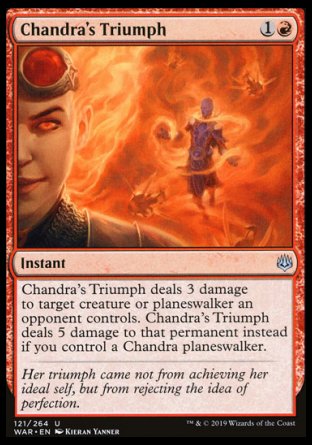 Chandra's Triumph 1
Instant
Chandra's Triumph deals 3 damage
to target creature or planeswalker an
opponent controls. Chandra's Triumph
deals 5 damage to that permanent instead
if you control a Chandra planeswalker.
Her triumph came not from achieving her
ideal self, but from rejecting the idea of
perfection.
121/264 U
WAR • EN KIERAN YANNER
™ & © 2019 Wizards of the Coast